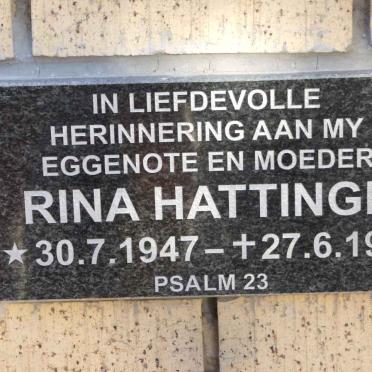 IN LIEFDEVOLLE
HERINNERING AAN MY
EGGENOTE EN MOEDER
RINA HATTING
★ 30.7.1947 – ✝ 27.6.19
PSALM 23